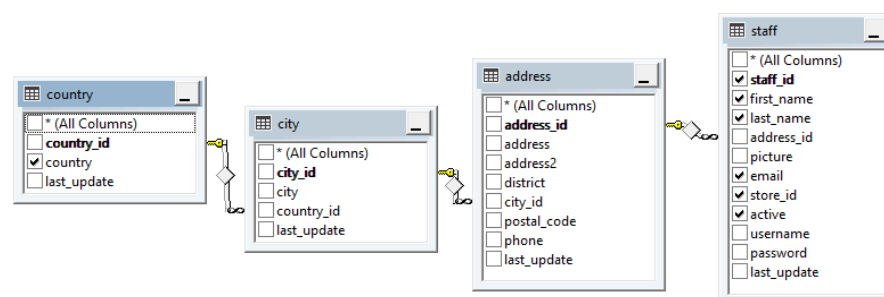 country
* (All Columns)
country_id
country
last_update
city
* (All Columns)
city_id
city
country_id
last_update
address
* (All Columns)
address_id
address
address2
district
city_id
postal_code
phone
last_update
staff
* (All Columns)
staff_id
first_name
last_name
address_id
picture
email
store_id
active
username
password
last_update